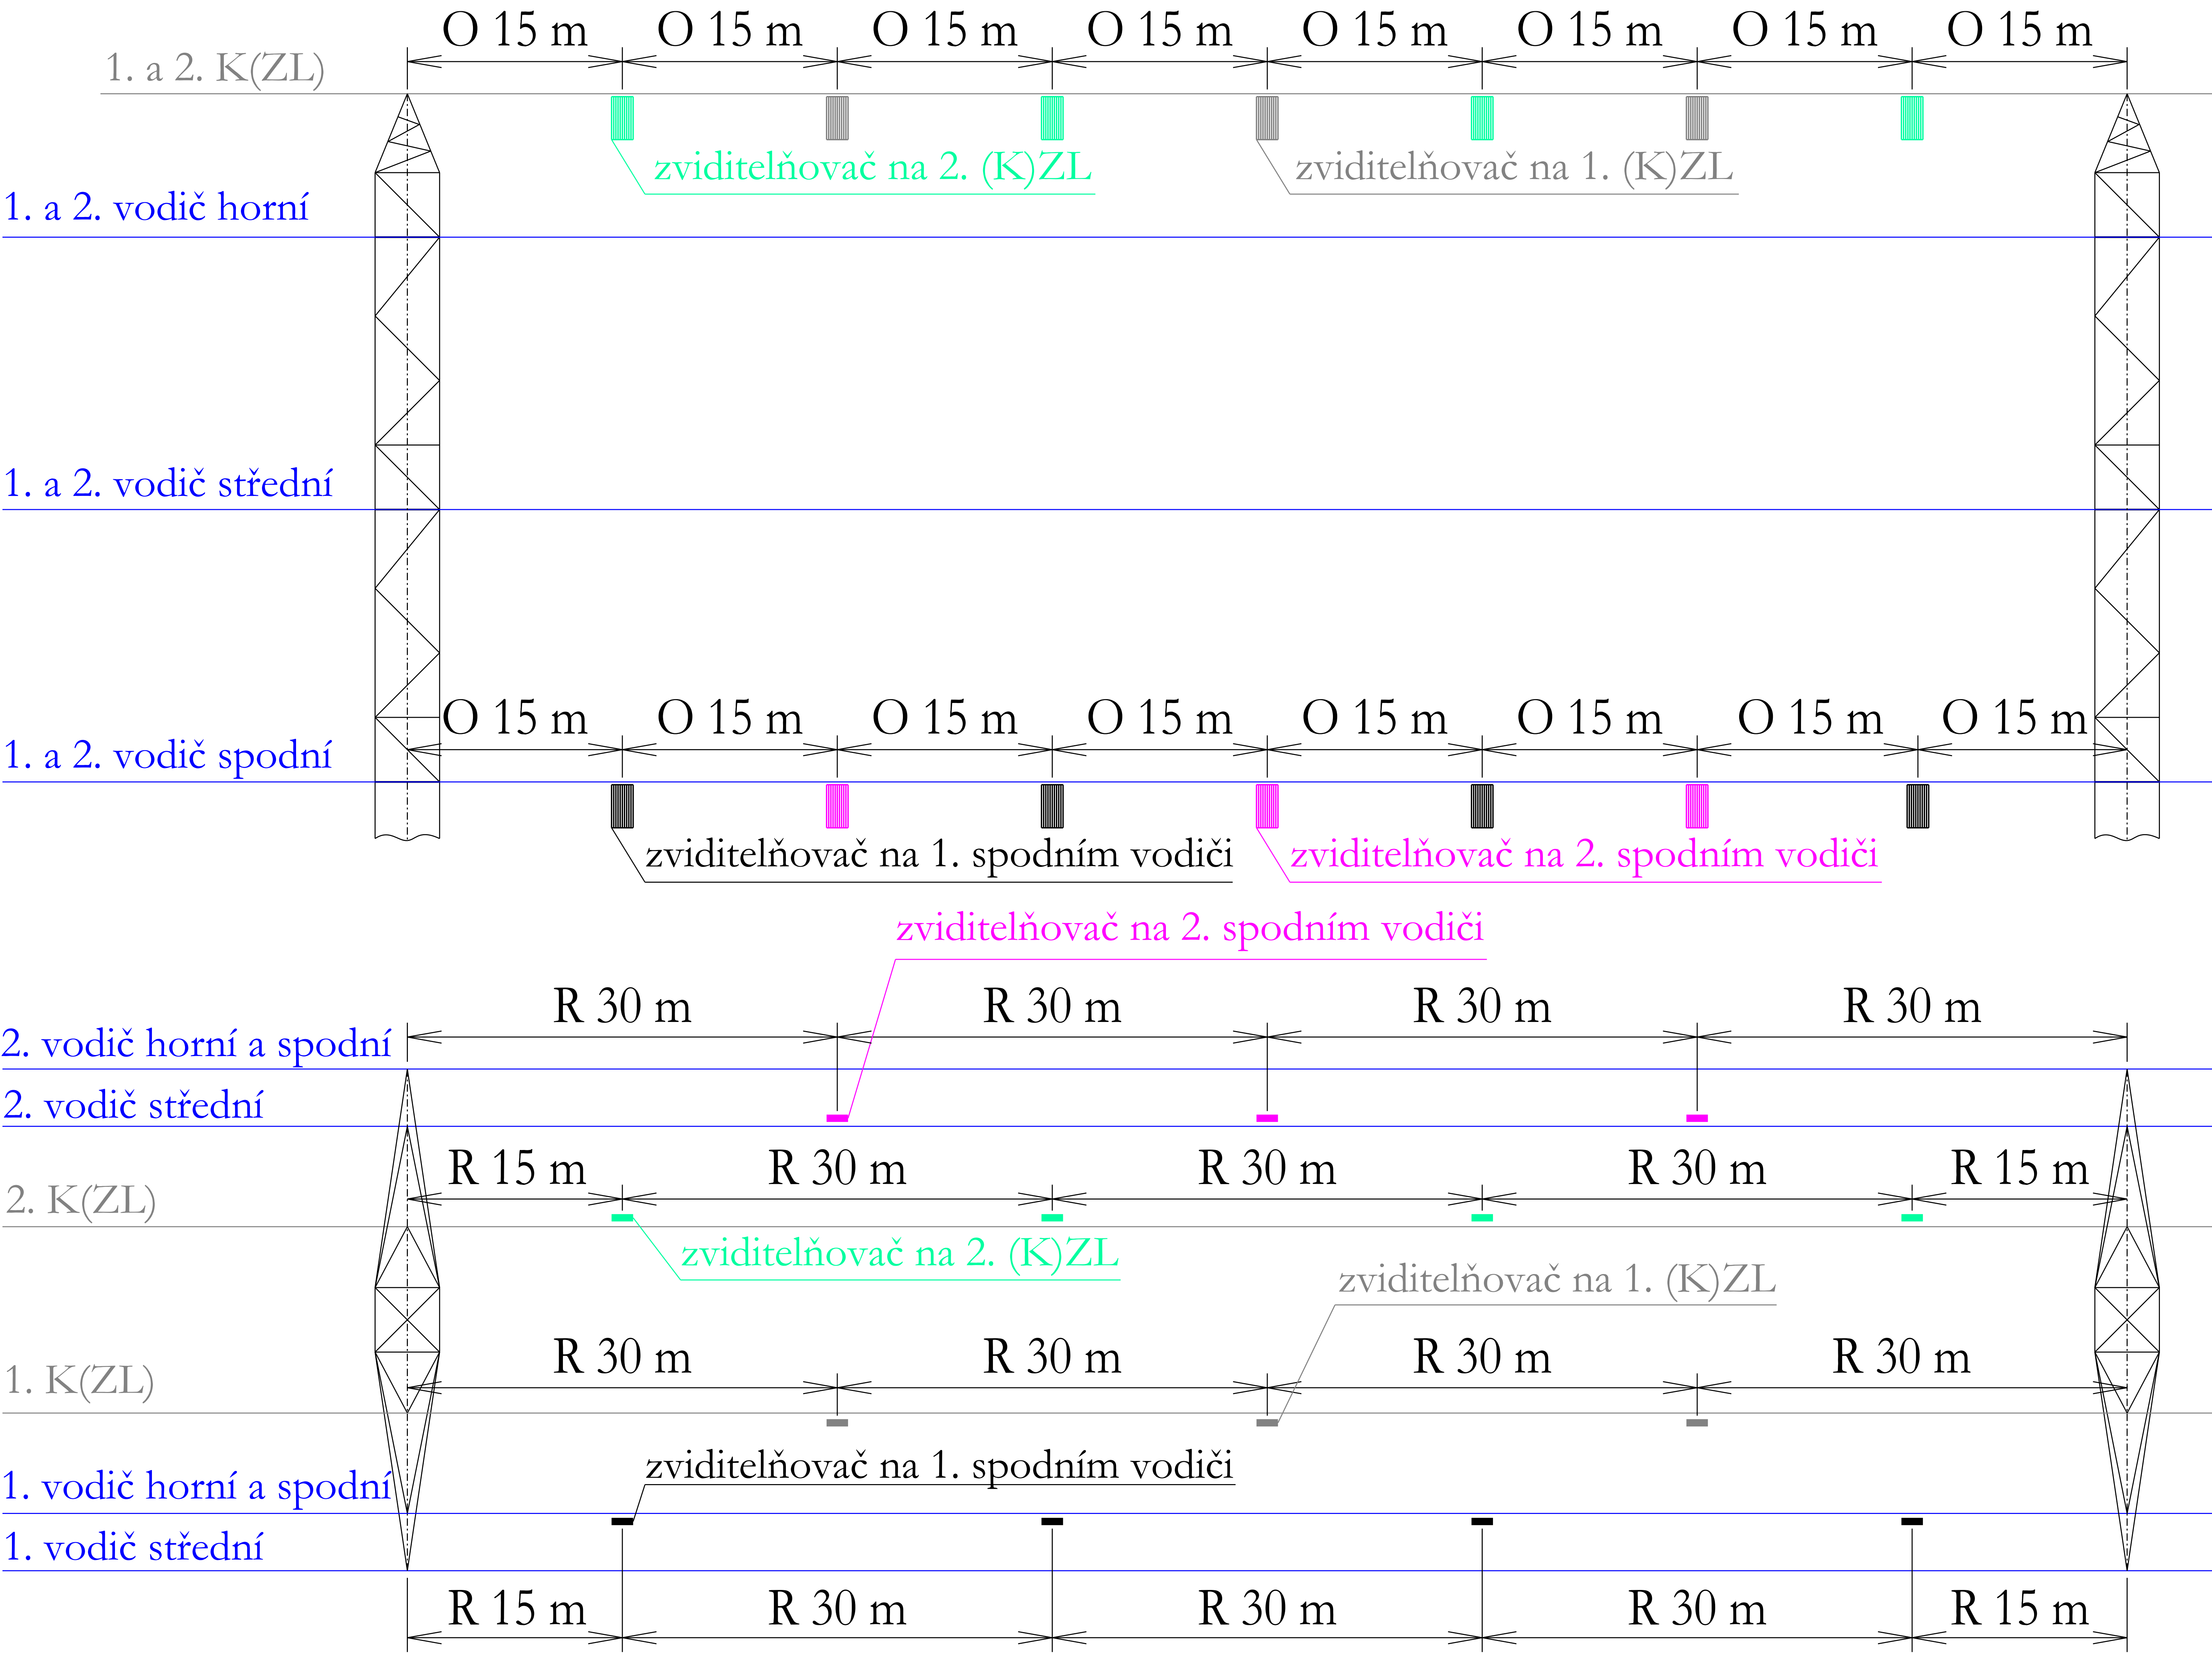 O 15 m O 15 m O 15 m O 15 m O 15 m O 15 m O 15 m O 15 m
1. a 2. K(ZL)
zviditelňovač na 2. (K)ZL zviditelňovač na 1. (K)ZL
1. a 2. vodič horní
1. a 2. vodič střední
O 15 m O 15 m O 15 m O 15 m O 15 m O 15 m O 15 m O 15 m
1. a 2. vodič spodní
zviditelňovač na 1. spodním vodiči zviditelňovač na 2. spodním vodiči
zviditelňovač na 2. spodním vodiči
R 30 m R 30 m R 30 m R 30 m
2. vodič horní a spodní
2. vodič střední
R 15 m R 30 m R 30 m R 30 m R 15 m
2. K(ZL)
zviditelňovač na 2. (K)ZL
zviditelňovač na 1. (K)ZL
R 30 m R 30 m R 30 m R 30 m
1. K(ZL)
zviditelňovač na 1. spodním vodiči
1. vodič horní a spodní
1. vodič střední
R 15 m R 30 m R 30 m R 30 m R 15 m